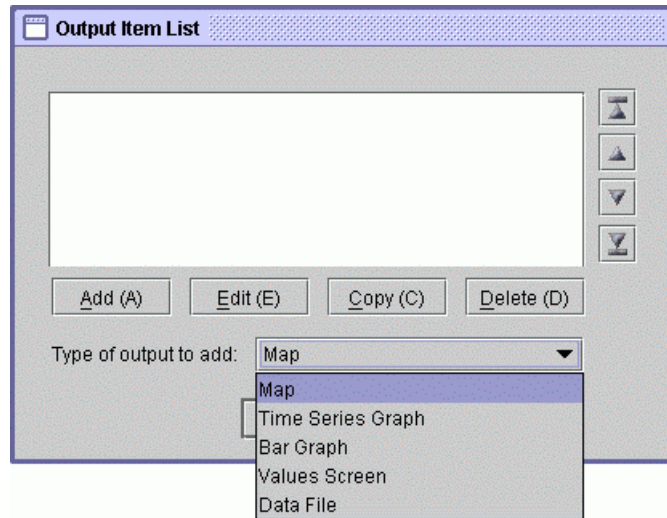 Output Item List
Add (A) Edit (E) Copy (C) Delete (D)
Type of output to add: Map
Map
Time Series Graph
Bar Graph
Values Screen
Data File